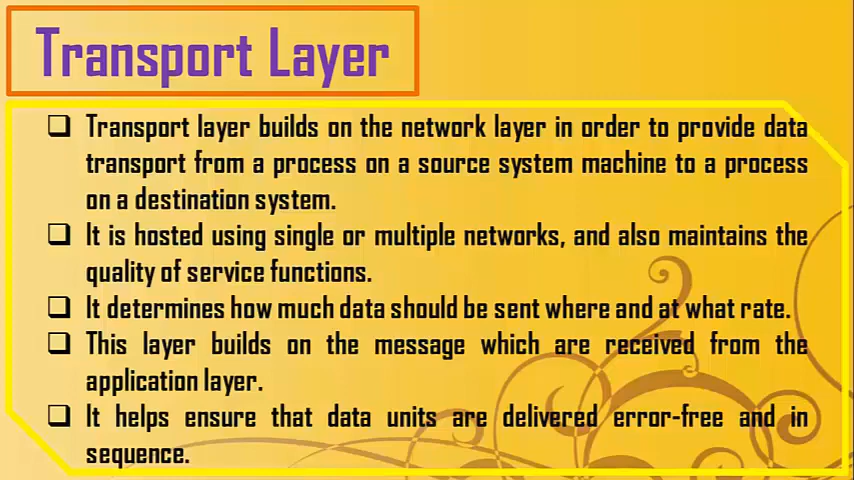 Transport Layer
❑ Transport layer builds on the network layer in order to provide data
transport from a process on a source system machine to a process
on a destination system.
❑ It is hosted using single or multiple networks, and also maintains the
quality of service functions.
❑ It determines how much data should be sent where and at what rate.
❑ This layer builds on the message which are received from the
application layer.
❑ It helps ensure that data units are delivered error-free and in
sequence.